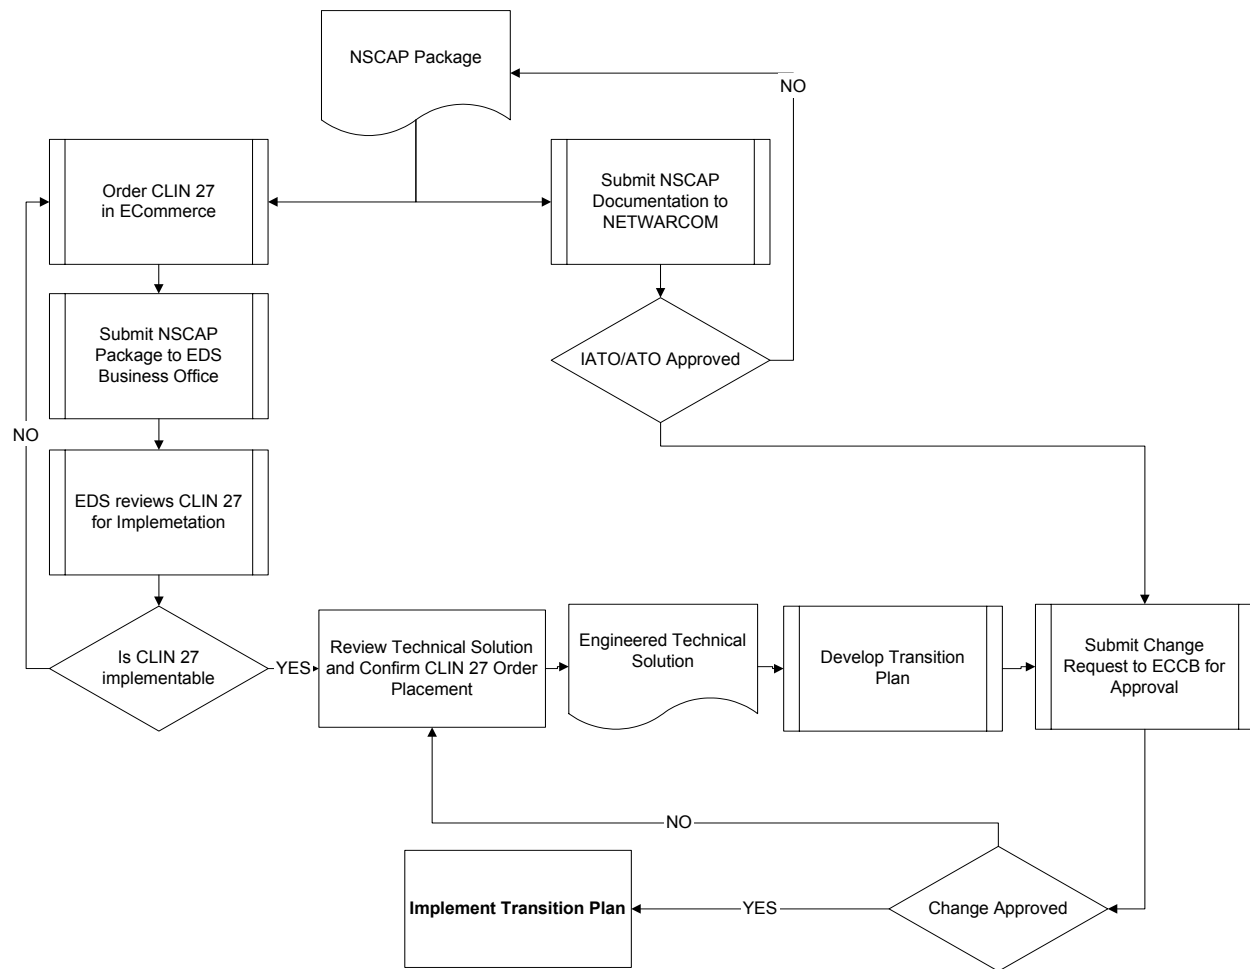 NSCAP Package
NO
Order CLIN 27
in ECommerce
Submit NSCAP
Documentation to
NETWARCOM
Submit NSCAP
Package to EDS
Business Office
IATO/ATO Approved
NO
EDS reviews CLIN 27
for Implemetation
Is CLIN 27
implementable
YES
Review Technical Solution
and Confirm CLIN 27 Order
Placement
Engineered Technical
Solution
Develop Transition
Plan
Submit Change
Request to ECCB for
Approval
NO
Implement Transition Plan
YES
Change Approved